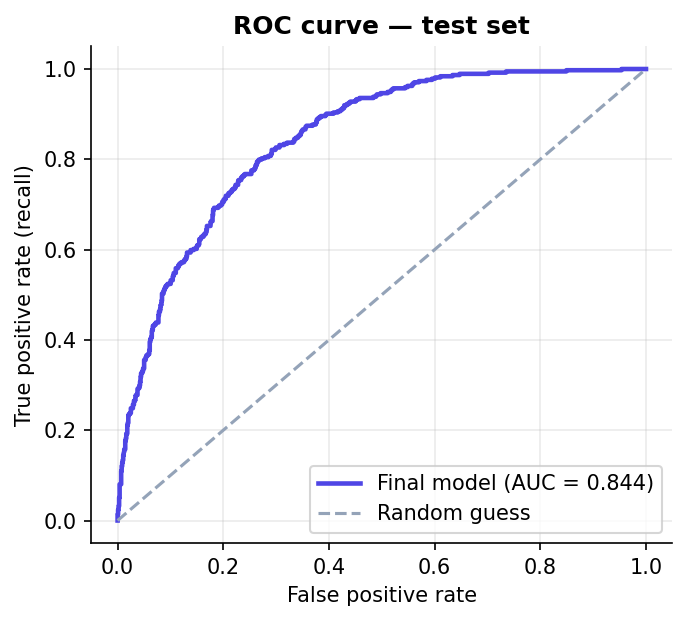 ROC curve — test set
True positive rate (recall)
1.0
0.8
0.6
0.4
0.2
0.0
Final model (AUC = 0.844)
Random guess
0.0 0.2 0.4 0.6 0.8 1.0
False positive rate